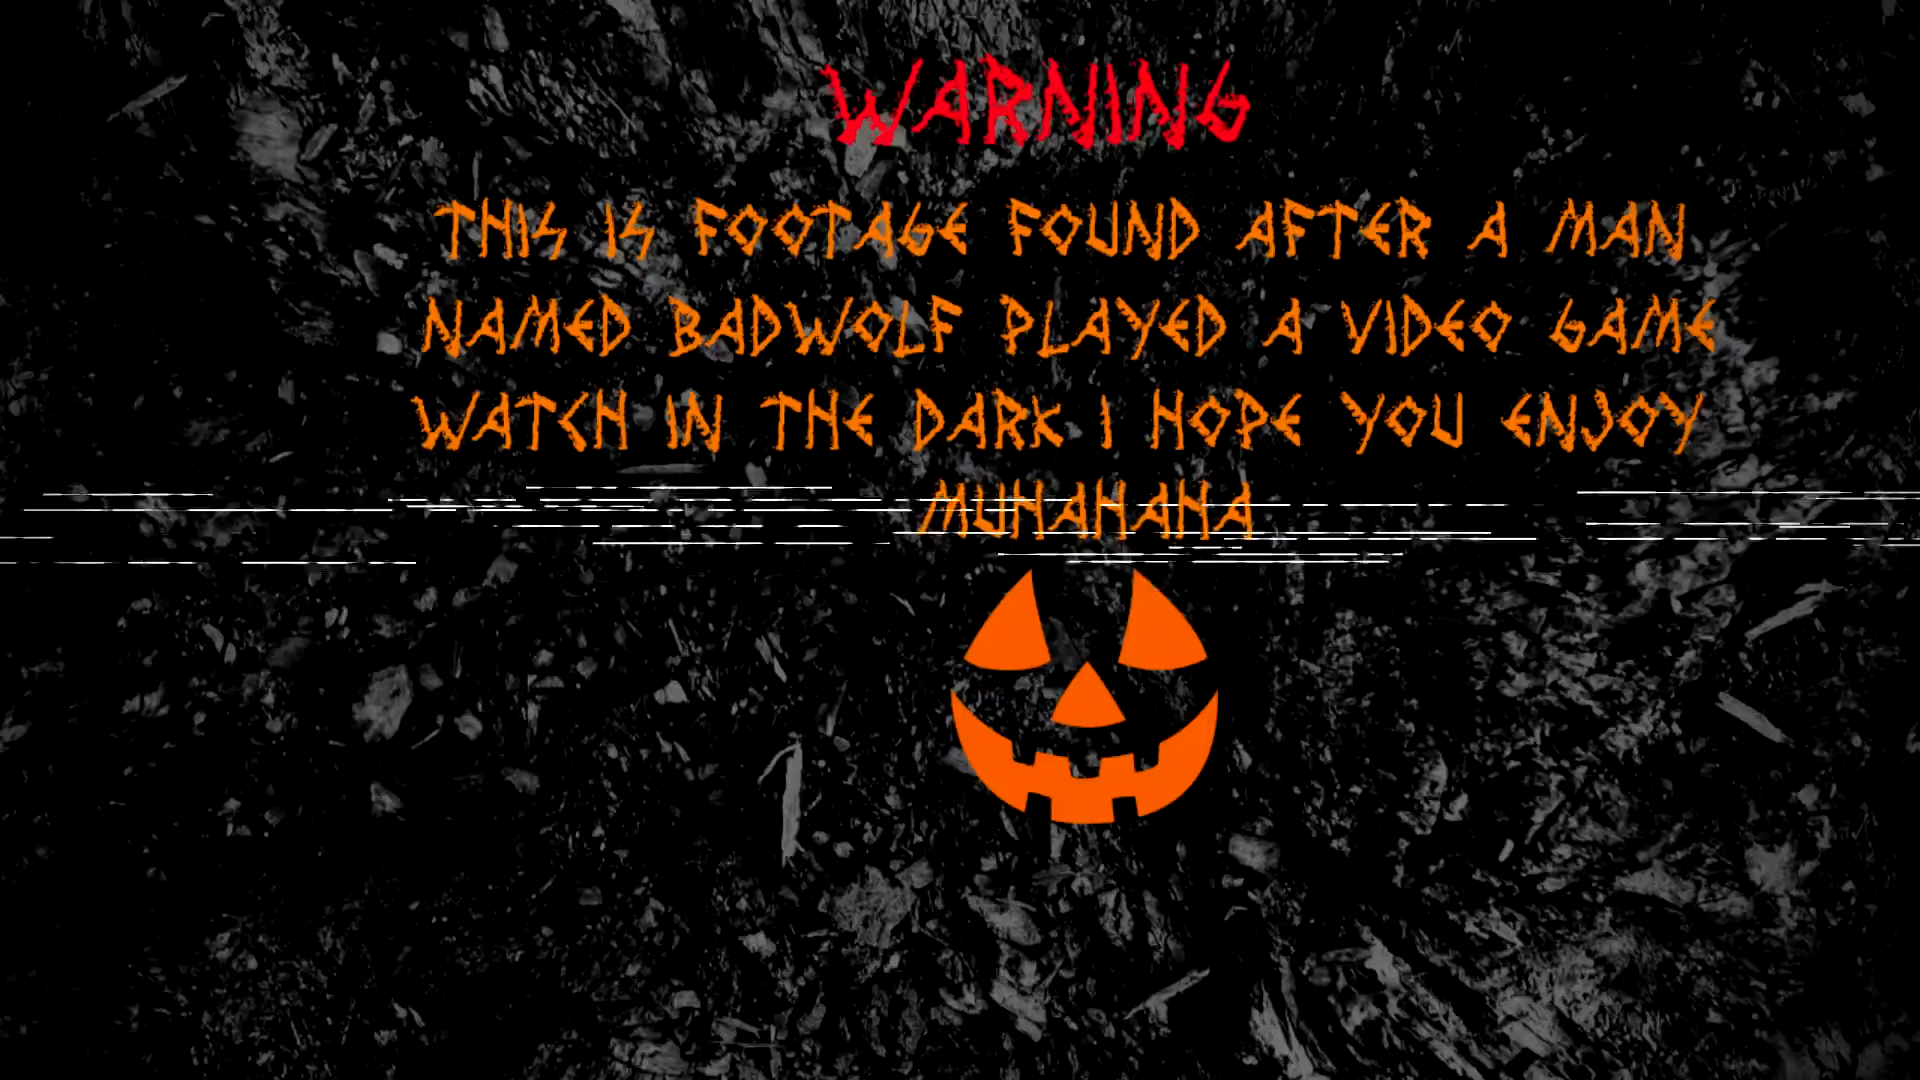 WARNING
THIS IS FOOTAGE FOUND AFTER A MAN
NAMED BADWOLF PLAYED A VIDEO GAME
WATCH IN THE DARK I HOPE YOU ENJOY
MUHAHAHA